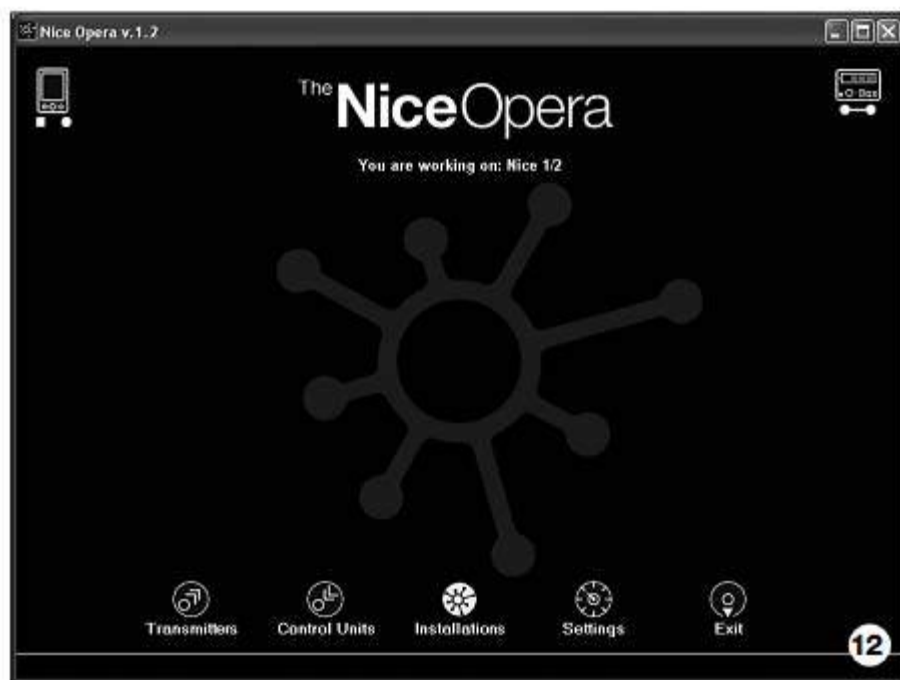 Nice Opera v.1.2
O-Box
The NiceOpera
You are working on: Nice 1/2
Transmitters Control Units Installations Settings Exit
12